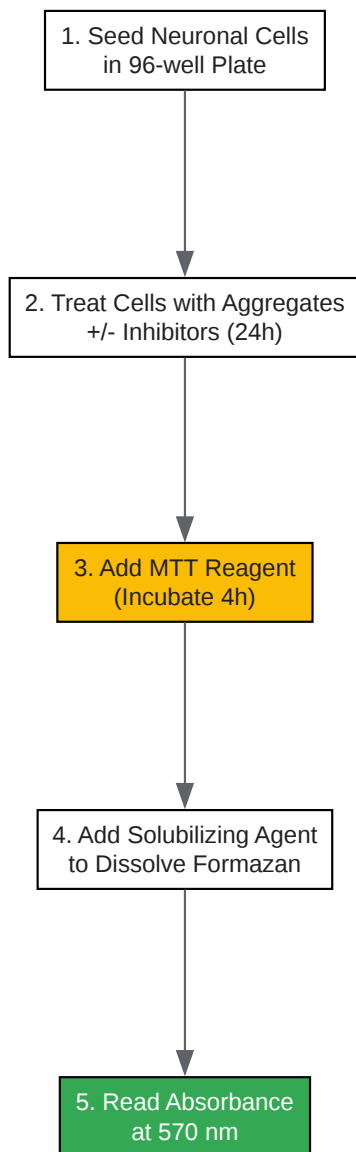 1. Seed Neuronal Cells
in 96-well Plate
2. Treat Cells with Aggregates
+/- Inhibitors (24h)
3. Add MTT Reagent
(Incubate 4h)
4. Add Solubilizing Agent
to Dissolve Formazan
5. Read Absorbance
at 570 nm